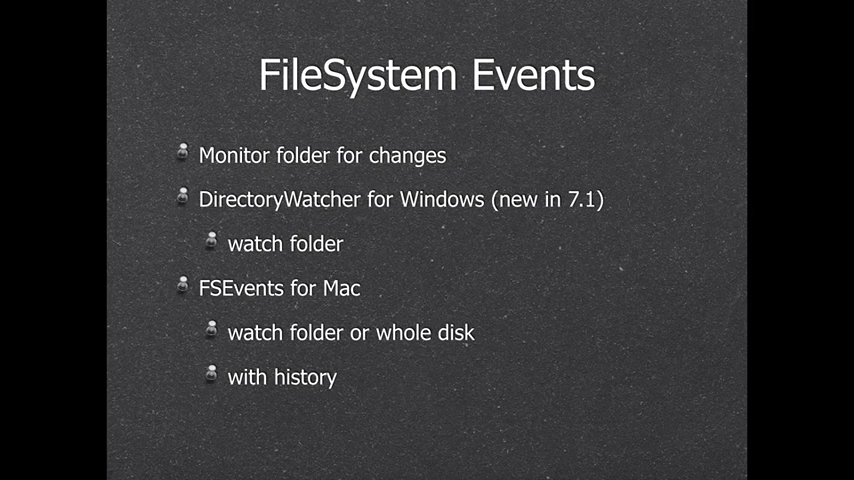 FileSystem Events
Monitor folder for changes
DirectoryWatcher for Windows (new in 7.1)
watch folder
FSEvents for Mac
watch folder or whole disk
with history